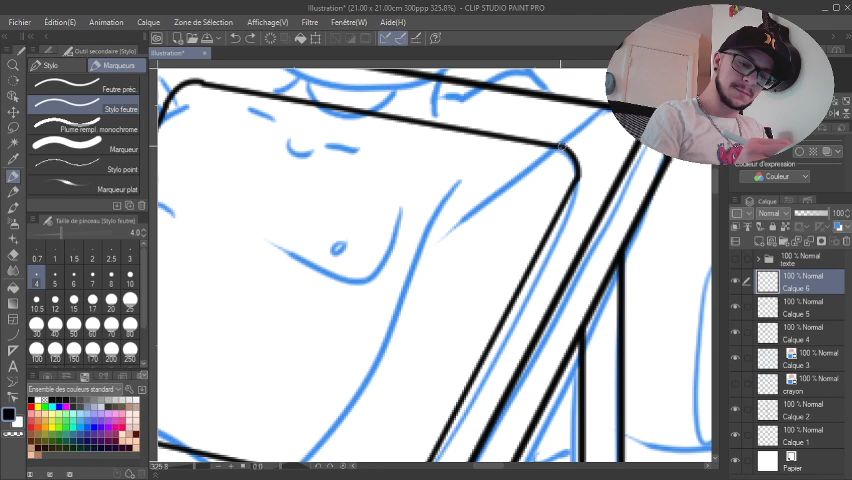 Illustration* (21.00 x 21.00cm 300ppp 325.8%) - CLIP STUDIO PAINT PRO
Fichier Édition(E) Animation Calque Zone de Sélection Affichage(V) Filtre Fenêtre(W) Aide(H)
Illustration*
Outil secondaire (Stylo)
Stylo Marqueurs
Feutre préc.
Stylo feutre
Plume rempl. monochrome
Marqueur
Stylo point
Marqueur plat
Taille de pinceau (Stylo feutre)
4.0
0.7 1 1.5 2 2.5 3
4 5 6 7 8 10
10.5 12 15 17 20 25
30 40 50 60 70 80
100 120 150 170 200 250
Ensemble des couleurs standard
325.8
0.0
Couleur d'expression
Couleur
Calque
Normal 100
100 % Normal
texte
100 % Normal
Calque 6
100 % Normal
Calque 5
100 % Normal
Calque 4
100 % Normal
Calque 3
100 % Normal
crayon
100 % Normal
Calque 2
100 % Normal
Calque 1
Papier